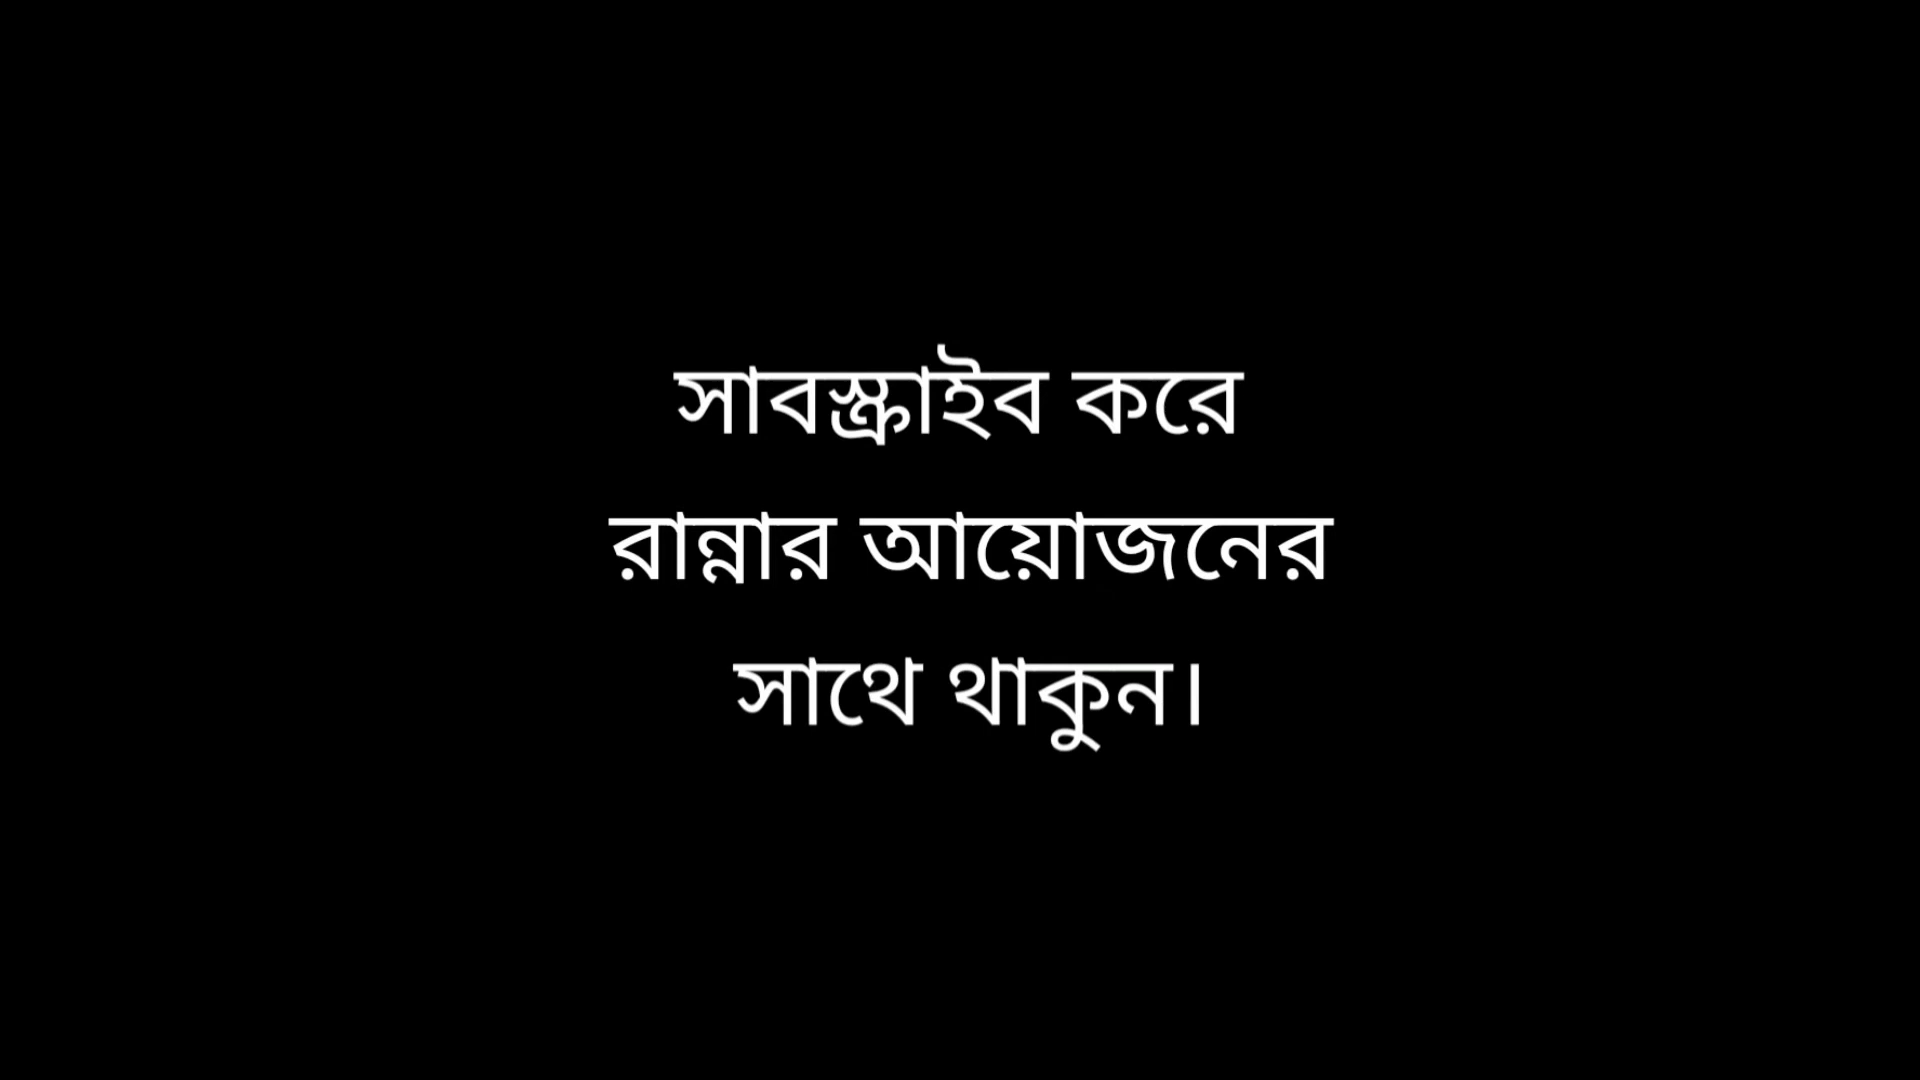 সাবস্ক্রাইব করে
রান্নার আয়োজনের
সাথে থাকুন।